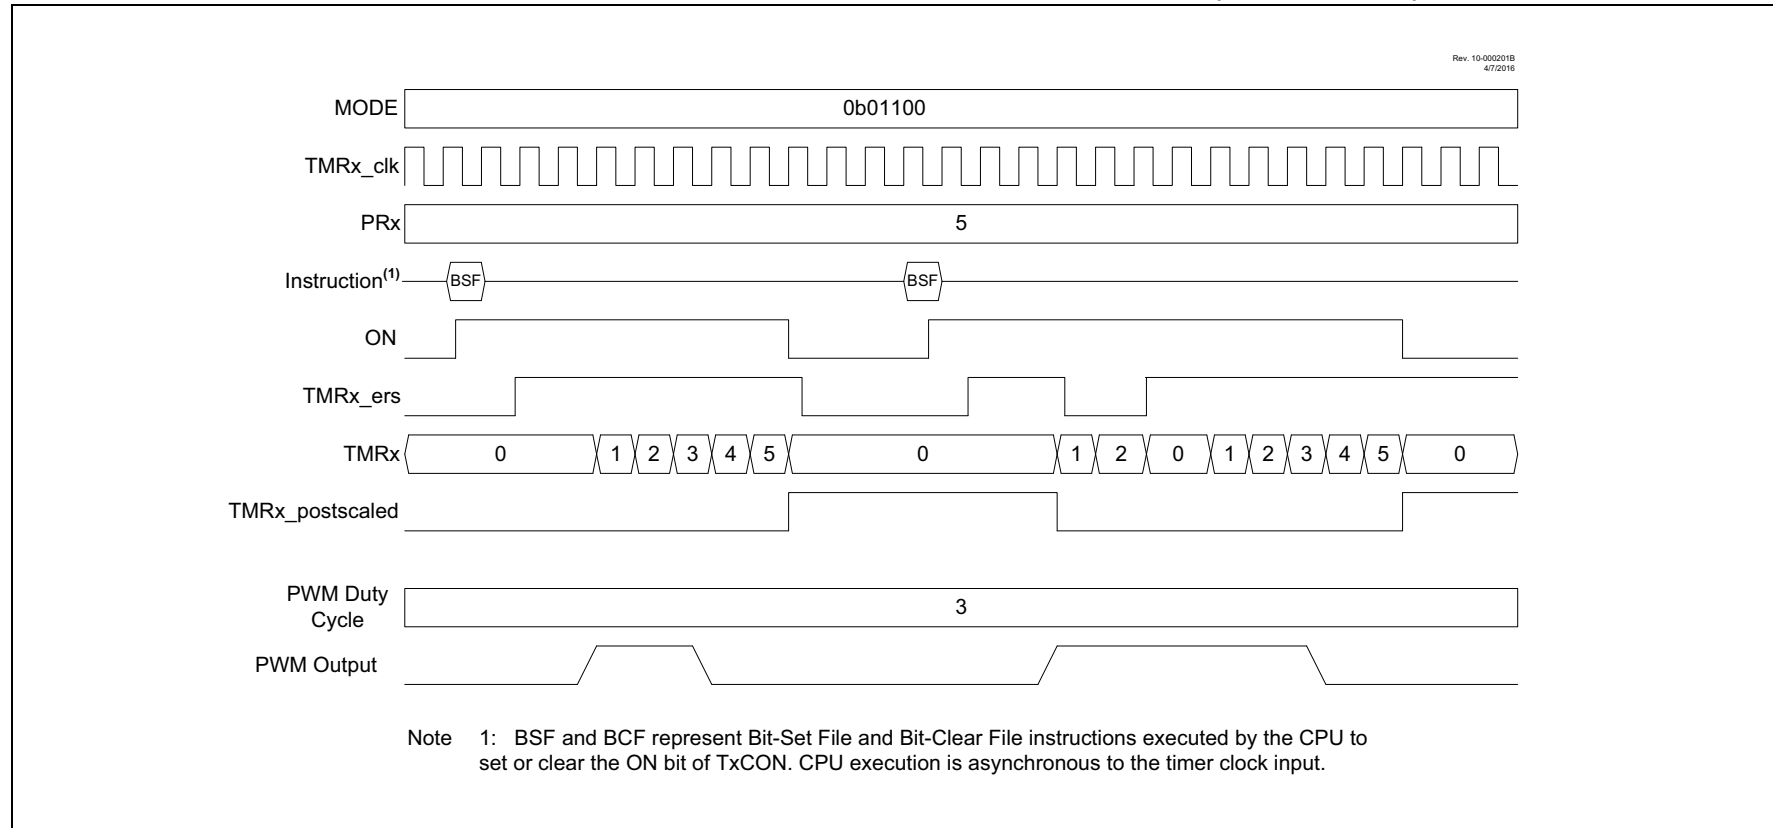 Rev. 10-000201B
4/7/2016
MODE 0b01100
TMRx_clk
PRx 5
Instruction(1) BSF BSF
ON
TMRx_ers
TMRx 0 1 2 3 4 5 0 1 2 0 1 2 3 4 5 0
TMRx_postscaled
PWM Duty
Cycle 3
PWM Output
Note 1: BSF and BCF represent Bit-Set File and Bit-Clear File instructions executed by the CPU to
set or clear the ON bit of TxCON. CPU execution is asynchronous to the timer clock input.